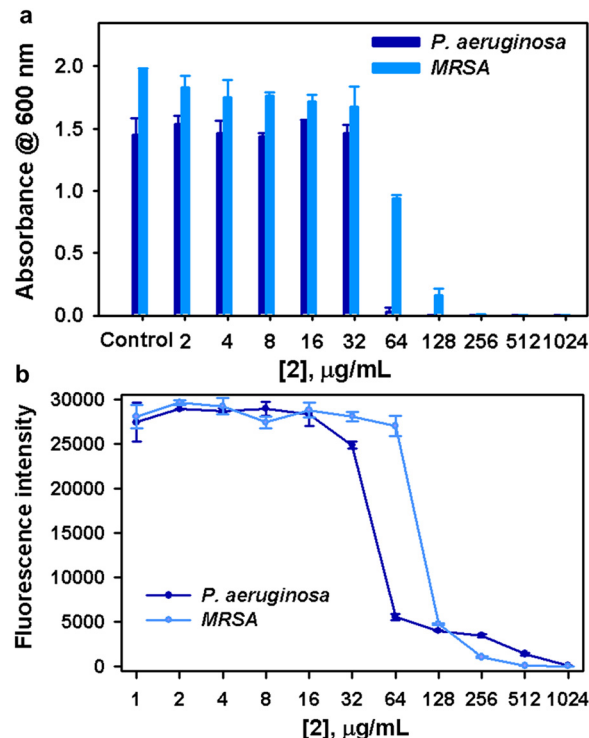 a
P. aeruginosa
MRSA
Absorbance @ 600 nm
2.0
1.5
1.0
0.5
0.0
Control 2 4 8 16 32 64 128 256 512 1024
[2], µg/mL
b
Fluorescence intensity
30000
25000
20000
15000
10000
5000
0
P. aeruginosa
MRSA
1 2 4 8 16 32 64 128 256 512 1024
[2], µg/mL